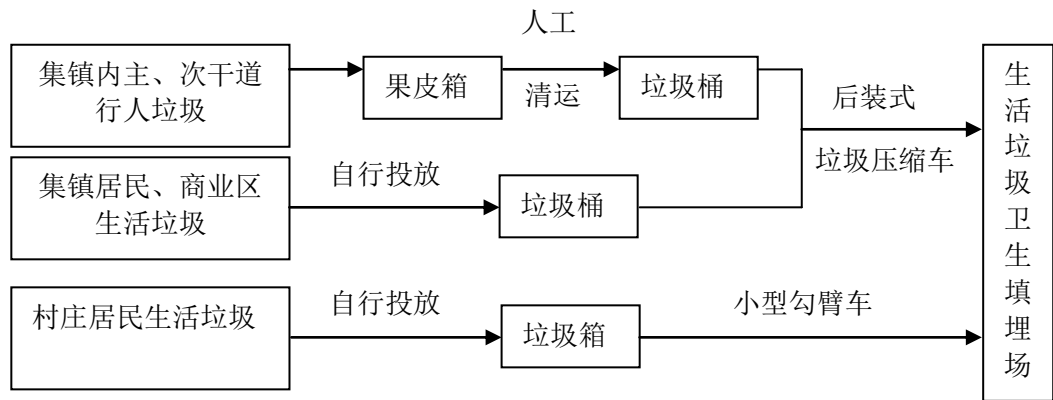 人工
集镇内主、次干道
行人垃圾
果皮箱
清运
垃圾桶
后装式
垃圾压缩车
集镇居民、商业区
生活垃圾
自行投放
垃圾桶
村庄居民生活垃圾
自行投放
垃圾箱
小型勾臂车
生活垃圾卫生填埋场